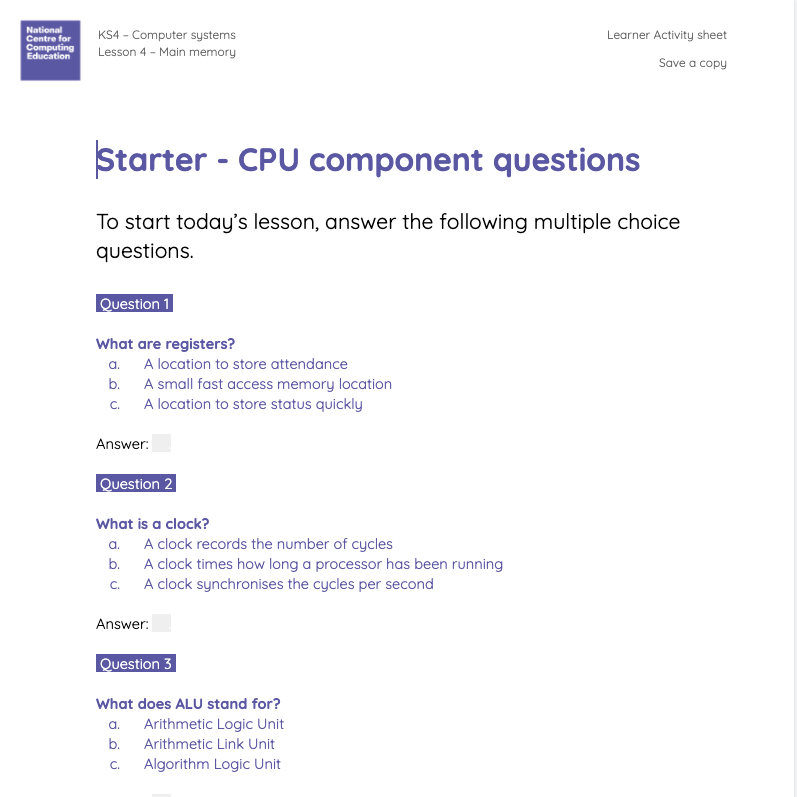 National
Centre for
Computing
Education
KS4 – Computer systems
Lesson 4 – Main memory
Learner Activity sheet
Save a copy
Starter - CPU component questions
To start today’s lesson, answer the following multiple choice
questions.
Question 1
What are registers?
a. A location to store attendance
b. A small fast access memory location
c. A location to store status quickly
Answer:
Question 2
What is a clock?
a. A clock records the number of cycles
b. A clock times how long a processor has been running
c. A clock synchronises the cycles per second
Answer:
Question 3
What does ALU stand for?
a. Arithmetic Logic Unit
b. Arithmetic Link Unit
c. Algorithm Logic Unit